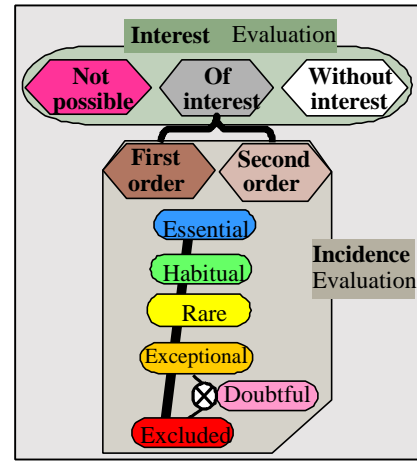 Interest Evaluation
Not
possible
Of
interest
Without
interest
First
order
Second
order
Essential
Habitual
Rare
Exceptional
Doubtful
Excluded
Incidence
Evaluation